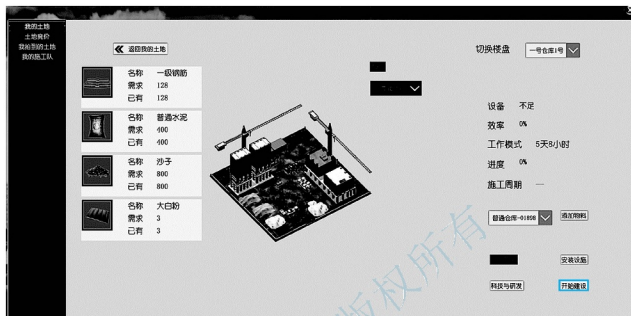 我的土地
土地竞价
我拍到的土地
我的施工队
返回我的土地
切换楼盘 一号仓库1号
名称 一级钢筋
需求 128
已有 128
名称 普通水泥
需求 400
已有 400
名称 沙子
需求 800
已有 800
名称 大白粉
需求 3
已有 3
设备 不足
效率 0%
工作模式 5天8小时
进度 0%
施工周期 —
普通仓库-01898 添加物料
安装设施
科技与研发 开始建设
版权所有